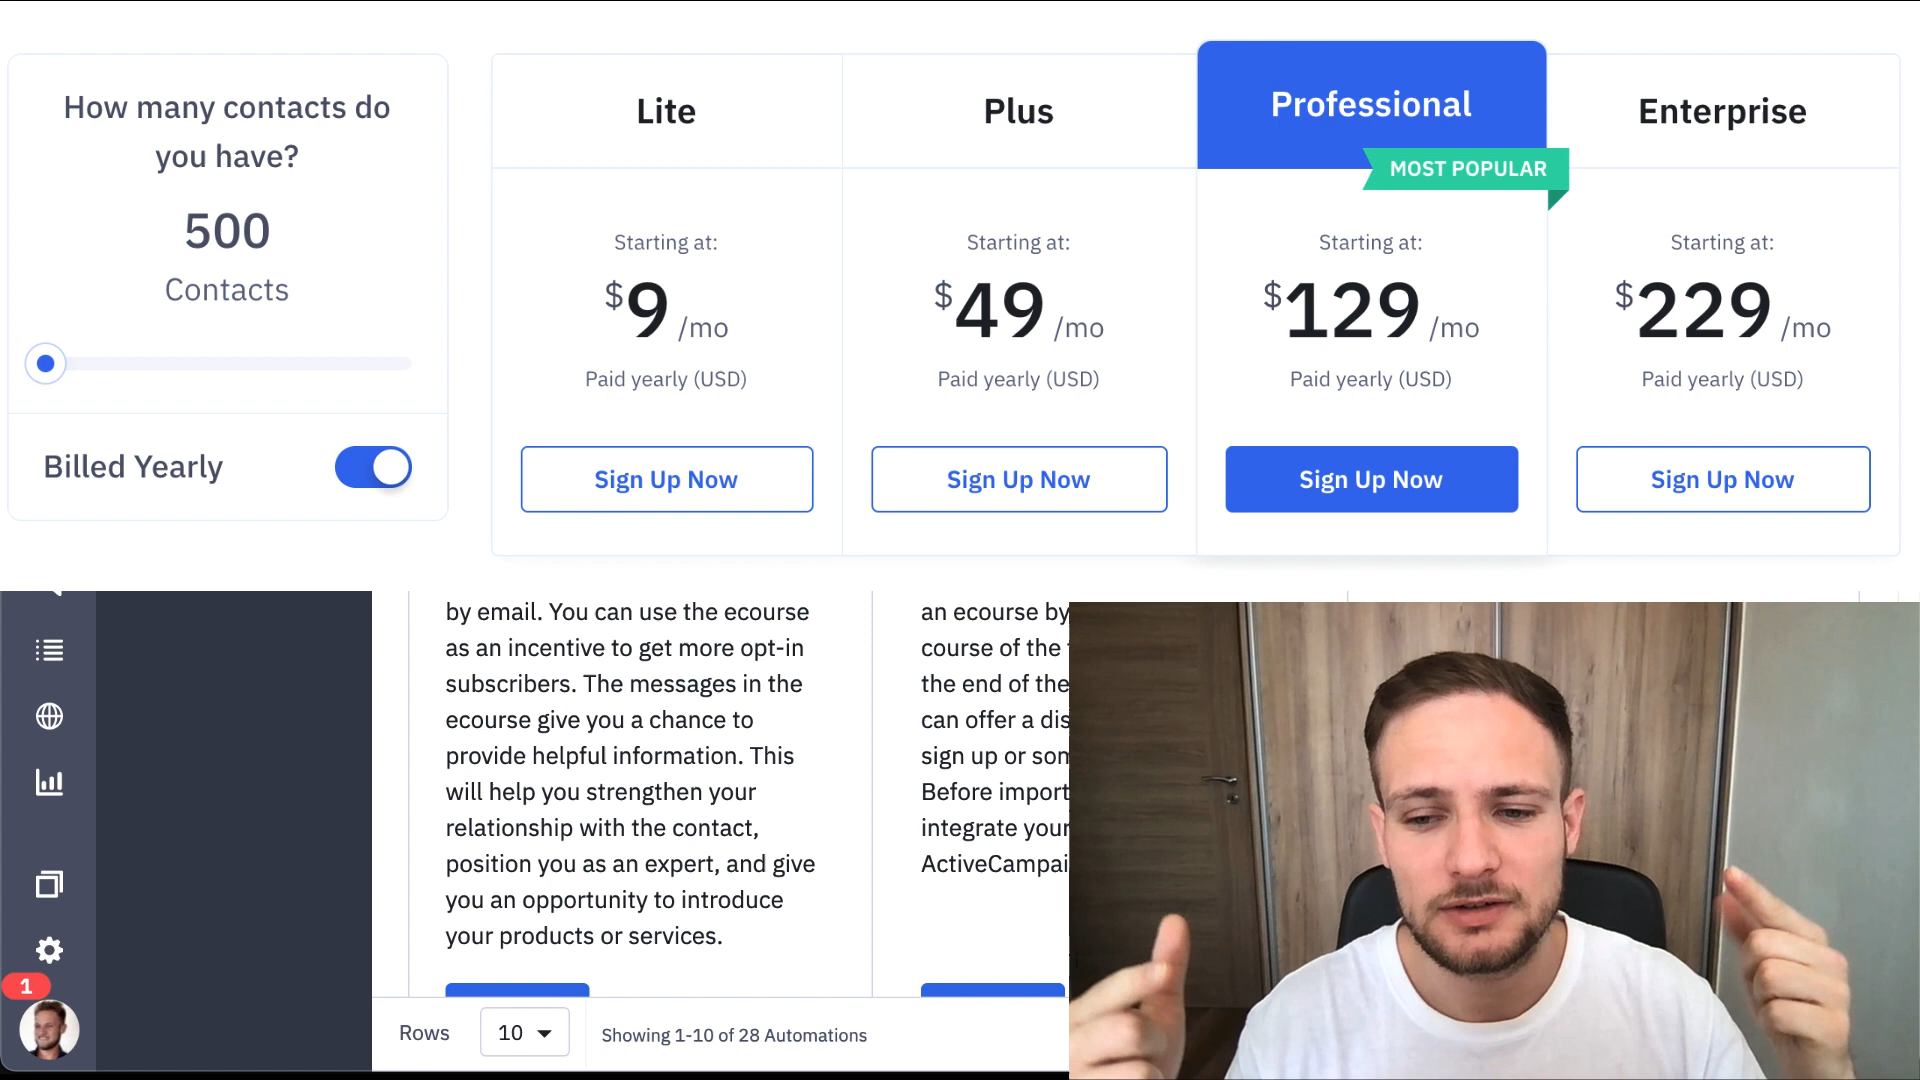 How many contacts do
you have?
500
Contacts
Billed Yearly
Lite
Starting at:
$9 /mo
Paid yearly (USD)
Sign Up Now
Plus
Starting at:
$49 /mo
Paid yearly (USD)
Sign Up Now
Professional
MOST POPULAR
Starting at:
$129 /mo
Paid yearly (USD)
Sign Up Now
Enterprise
Starting at:
$229 /mo
Paid yearly (USD)
Sign Up Now
by email. You can use the ecourse
as an incentive to get more opt-in
subscribers. The messages in the
ecourse give you a chance to
provide helpful information. This
will help you strengthen your
relationship with the contact,
position you as an expert, and give
you an opportunity to introduce
your products or services.
an ecourse by
course of the
the end of the
can offer a dis
sign up or som
Before import
integrate your
ActiveCampai
1
Rows
10
Showing 1-10 of 28 Automations